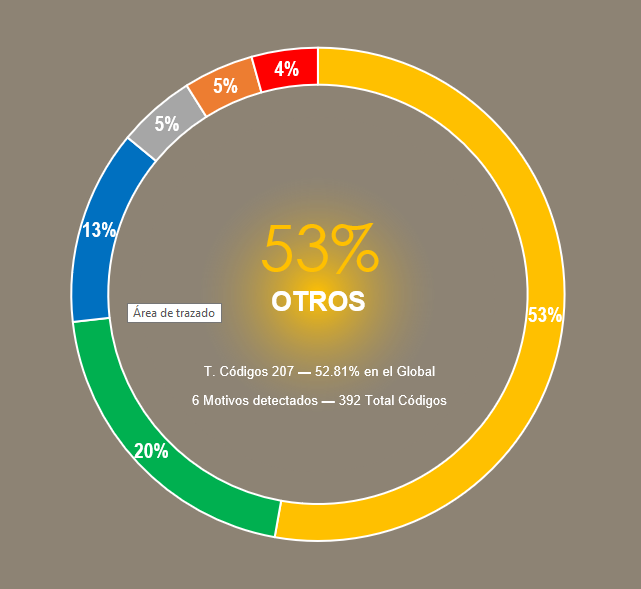 4%
5%
5%
13%
53%
OTROS
Área de trazado
53%
T. Códigos 207 — 52.81% en el Global
6 Motivos detectados — 392 Total Códigos
20%